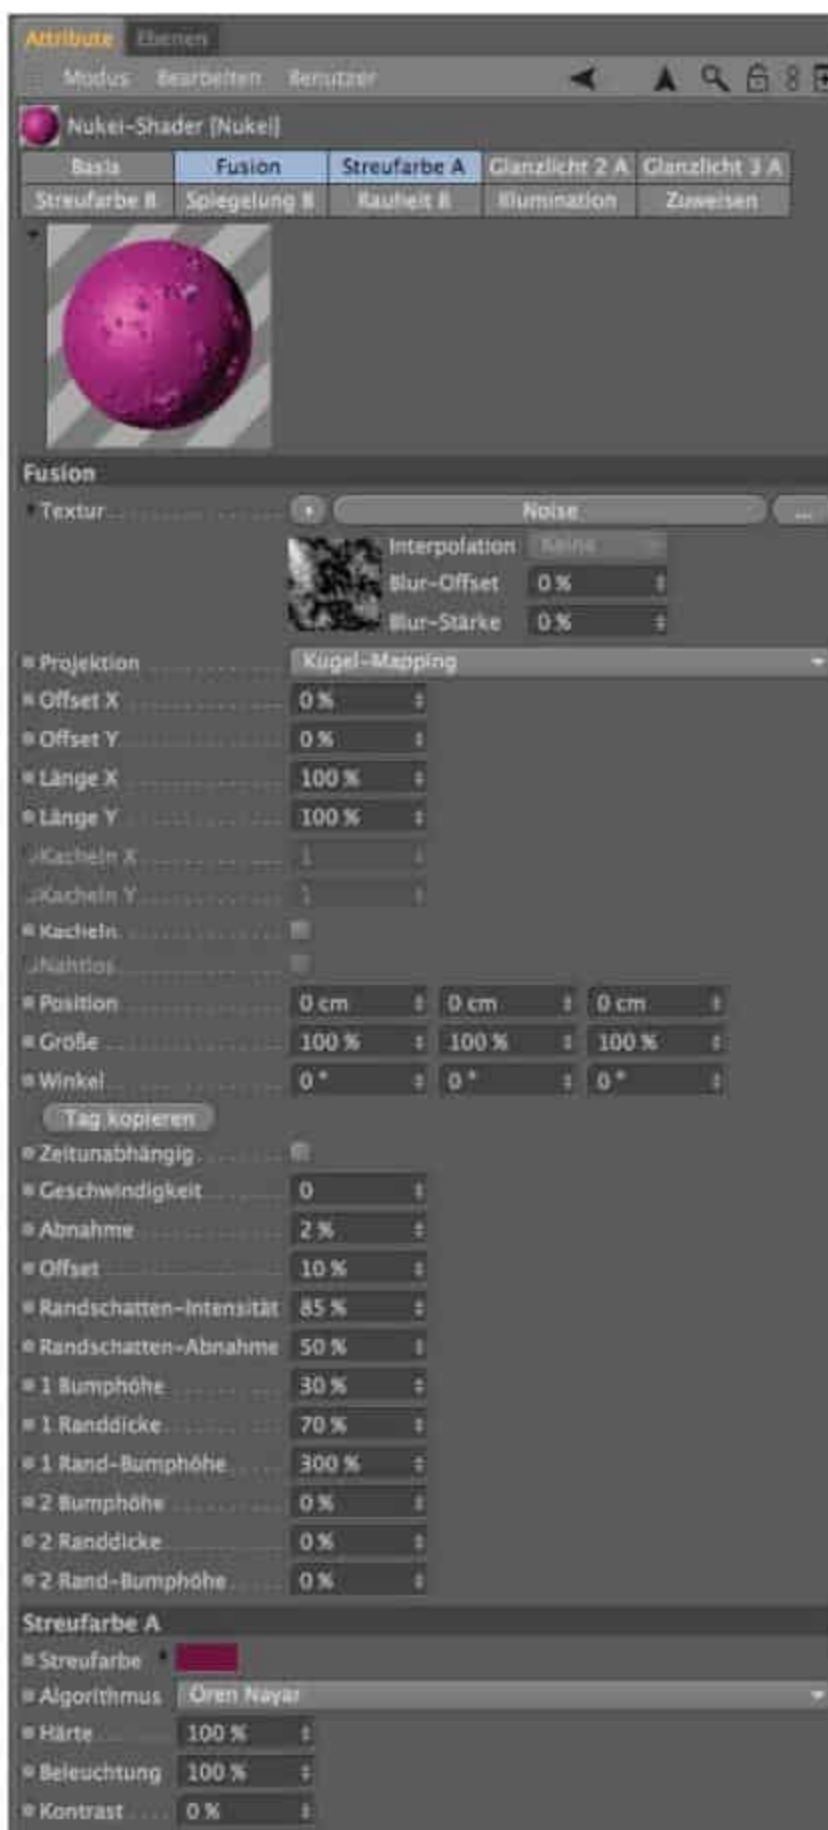 Attribute Ebenen
Modus Bearbeiten Benutzer
Nukei-Shader [Nukei]
Basis Fusion Streufarbe A Glanzlicht 2 A Glanzlicht 3 A
Streufarbe B Spiegelung B Rauheit B Illumination Zuweisen
Fusion
Textur Noise ...
Interpolation Keine
Blur-Offset 0 %
Blur-Stärke 0 %
Projektion Kugel-Mapping
Offset X 0 %
Offset Y 0 %
Länge X 100 %
Länge Y 100 %
Kacheln X 1
Kacheln Y 1
Kacheln
Nahtlos
Position 0 cm 0 cm 0 cm
Größe 100 % 100 % 100 %
Winkel 0 ° 0 ° 0 °
Tag kopieren
Zeitunabhängig
Geschwindigkeit 0
Abnahme 2 %
Offset 10 %
Randschatten-Intensität 85 %
Randschatten-Abnahme 50 %
1 Bumphöhe 30 %
1 Randdicke 70 %
1 Rand-Bumphöhe 300 %
2 Bumphöhe 0 %
2 Randdicke 0 %
2 Rand-Bumphöhe 0 %
Streufarbe A
Streufarbe
Algorithmus Oren Nayar
Härte 100 %
Beleuchtung 100 %
Kontrast 0 %